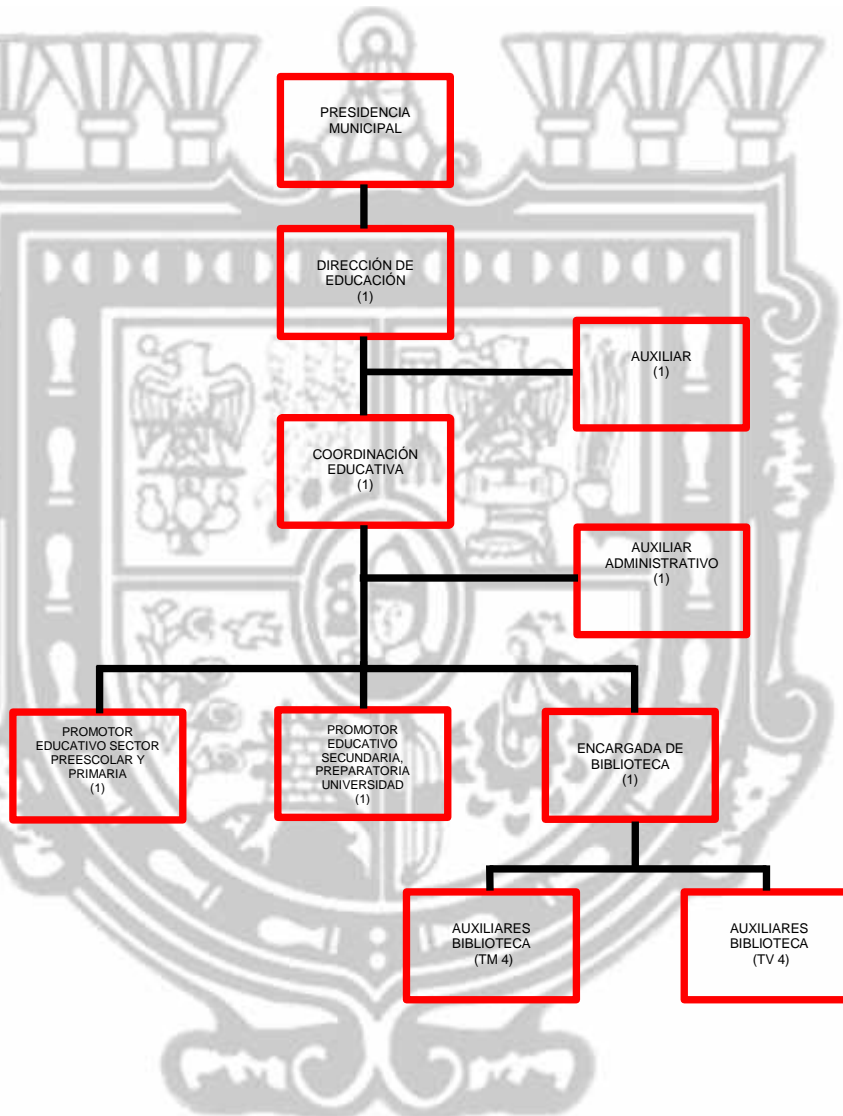 PRESIDENCIA
MUNICIPAL
DIRECCIÓN DE
EDUCACIÓN
(1)
AUXILIAR
(1)
COORDINACIÓN
EDUCATIVA
(1)
AUXILIAR
ADMINISTRATIVO
(1)
PROMOTOR
EDUCATIVO SECTOR
PREESCOLAR Y
PRIMARIA
(1)
PROMOTOR
EDUCATIVO
SECUNDARIA,
PREPARATORIA
UNIVERSIDAD
(1)
ENCARGADA DE
BIBLIOTECA
(1)
AUXILIARES
BIBLIOTECA
(TM 4)
AUXILIARES
BIBLIOTECA
(TV 4)